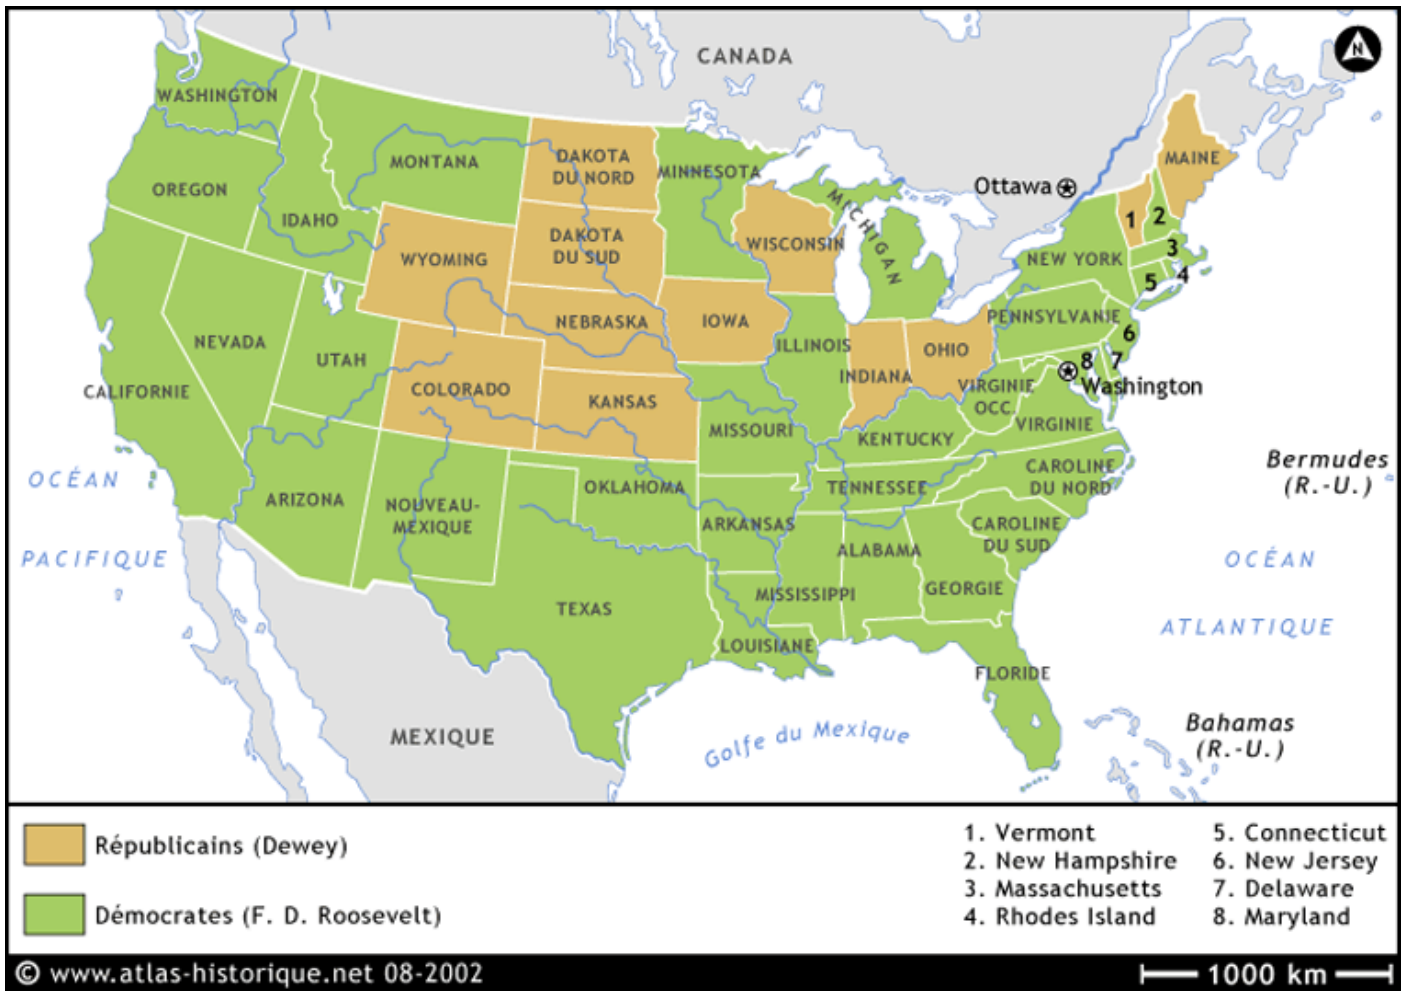 CANADA
N
WASHINGTON
MONTANA
DAKOTA
DU NORD
MINNESOTA
MAINE
OREGON
IDAHO
Ottawa
MICHIGAN
1
2
WYOMING
DAKOTA
DU SUD
WISCONSIN
NEW YORK
3
4
5
NEBRASKA
IOWA
PENNSYLVANIE
6
NEVADA
UTAH
ILLINOIS
OHIO
8
7
CALIFORNIE
COLORADO
KANSAS
INDIANA
VIRGINIE
OCC.
Washington
MISSOURI
KENTUCKY
VIRGINIE
OCÉAN
PACIFIQUE
ARIZONA
NOUVEAU-
MEXIQUE
OKLAHOMA
TENNESSEE
CAROLINE
DU NORD
Bermudes
(R.-U.)
ARKANSAS
ALABAMA
CAROLINE
DU SUD
OCÉAN
ATLANTIQUE
TEXAS
MISSISSIPPI
GEORGIE
LOUISIANE
FLORIDE
MEXIQUE
Golfe du Mexique
Bahamas
(R.-U.)
Républicains (Dewey)
Démocrates (F. D. Roosevelt)
1. Vermont
2. New Hampshire
3. Massachusetts
4. Rhodes Island
5. Connecticut
6. New Jersey
7. Delaware
8. Maryland
© www.atlas-historique.net 08-2002
1000 km